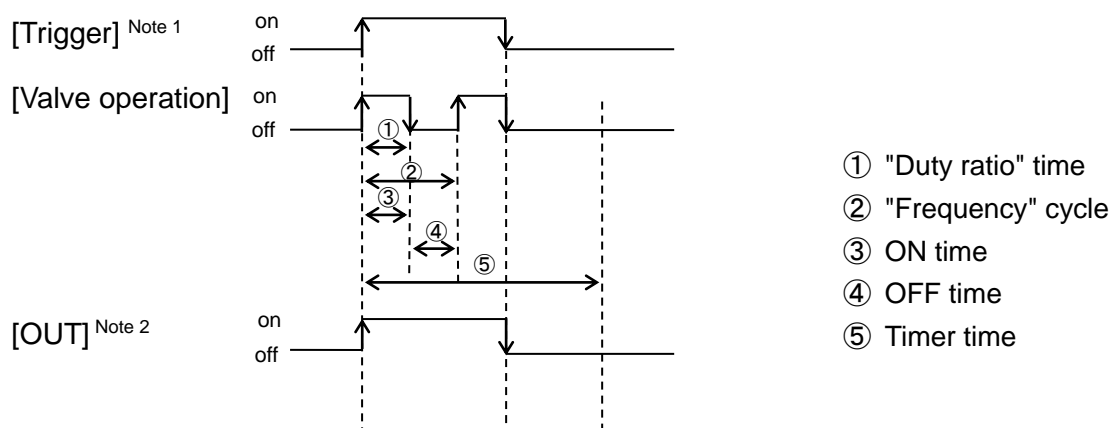 [Trigger] Note 1
on
off
[Valve operation]
on
off
①
②
③
④
⑤
[OUT] Note 2
on
off
① "Duty ratio" time
② "Frequency" cycle
③ ON time
④ OFF time
⑤ Timer time